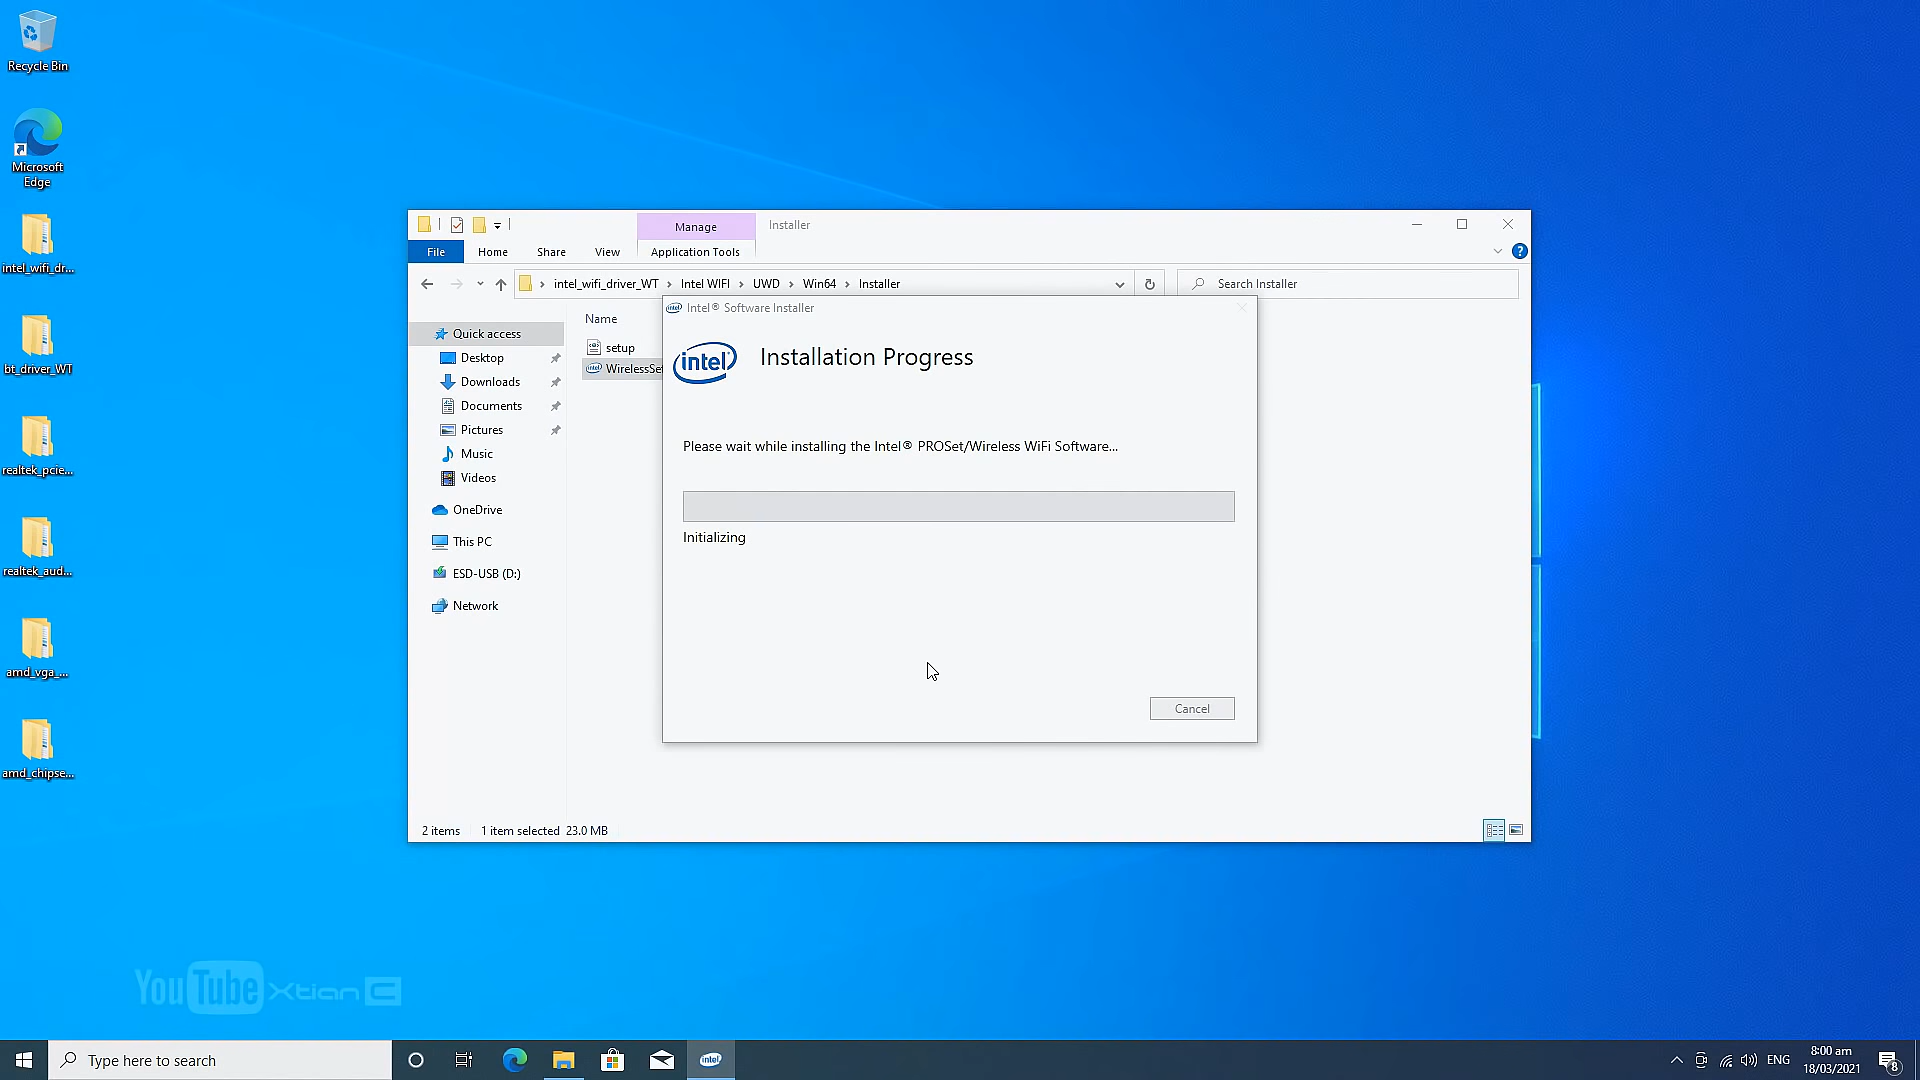 Recycle Bin
Microsoft
Edge
intel_wifi_dr...
bt_driver_WT
realtek_pcie...
realtek_aud...
amd_vga_...
amd_chipse...
Manage
Installer
File
Home
Share
View
Application Tools
intel_wifi_driver_WT
Intel WIFI
UWD
Win64
Installer
Search Installer
Quick access
Desktop
Downloads
Documents
Pictures
Music
Videos
OneDrive
This PC
ESD-USB (D:)
Network
Name
setup
WirelessSet
Intel® Software Installer
intel
Installation Progress
Please wait while installing the Intel® PROSet/Wireless WiFi Software...
Initializing
Cancel
2 items
1 item selected 23.0 MB
YouTube Xtian C
Type here to search
intel
ENG
8:00 am
18/03/2021
8